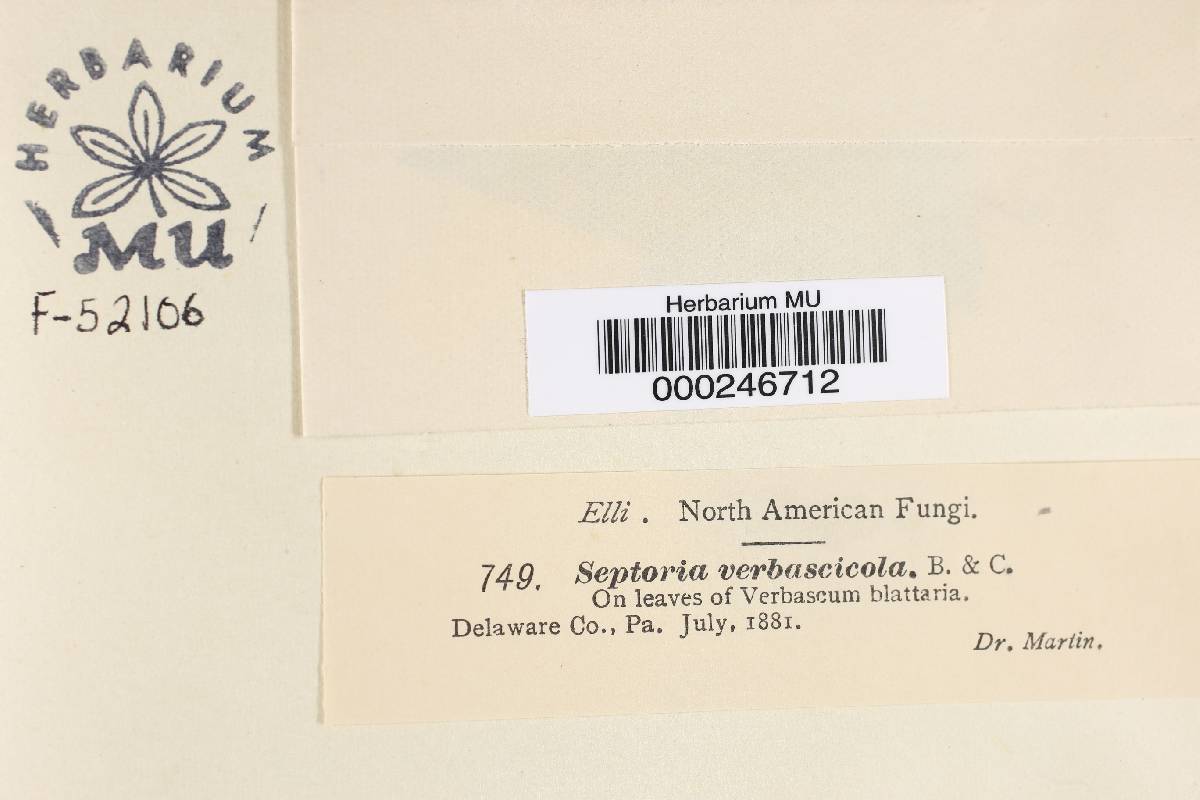 HERBARIUM
MU
F-52106
Herbarium MU
000246712
Elli . North American Fungi.
749. Septoria verbascicola. B. & C.
On leaves of Verbascum blattaria.
Delaware Co., Pa. July, 1881.
Dr. Martin.